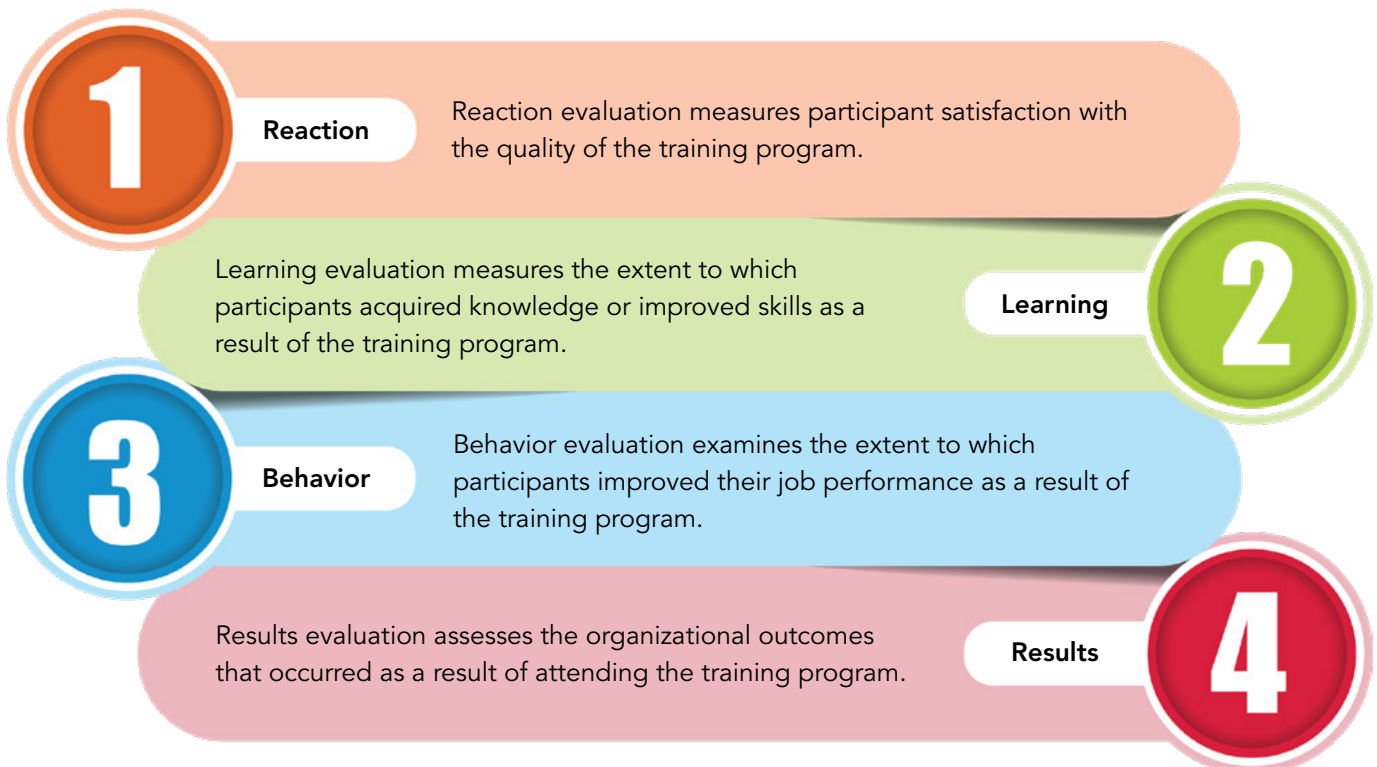 1
Reaction
Reaction evaluation measures participant satisfaction with
the quality of the training program.
2
Learning
Learning evaluation measures the extent to which
participants acquired knowledge or improved skills as a
result of the training program.
3
Behavior
Behavior evaluation examines the extent to which
participants improved their job performance as a result of
the training program.
4
Results
Results evaluation assesses the organizational outcomes
that occurred as a result of attending the training program.